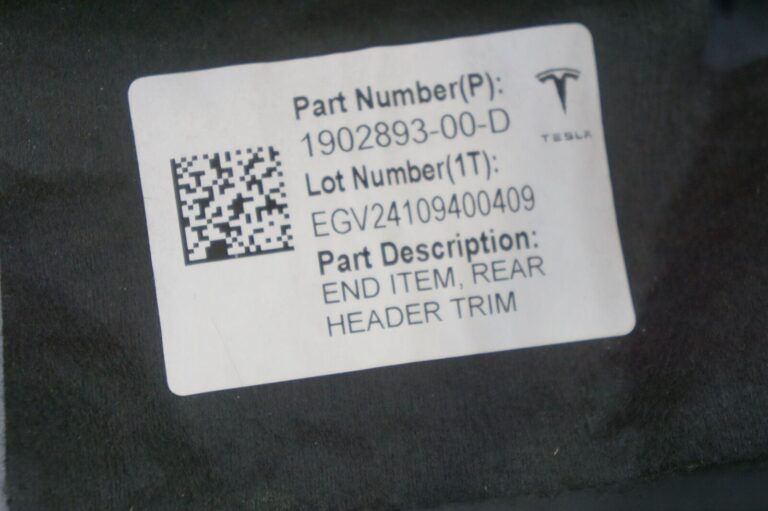 Part Number(P):
1902893-00-D
TESLA
Lot Number(1T):
EGV24109400409
Part Description:
END ITEM, REAR
HEADER TRIM